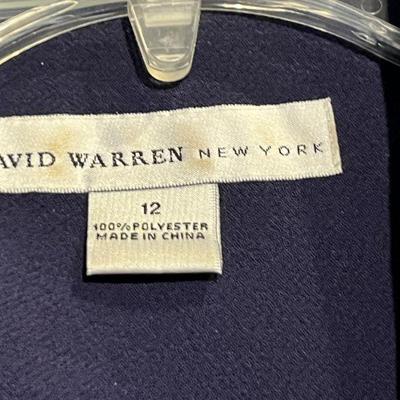 AVID WARREN NEW YORK
12
100% POLYESTER
MADE IN CHINA